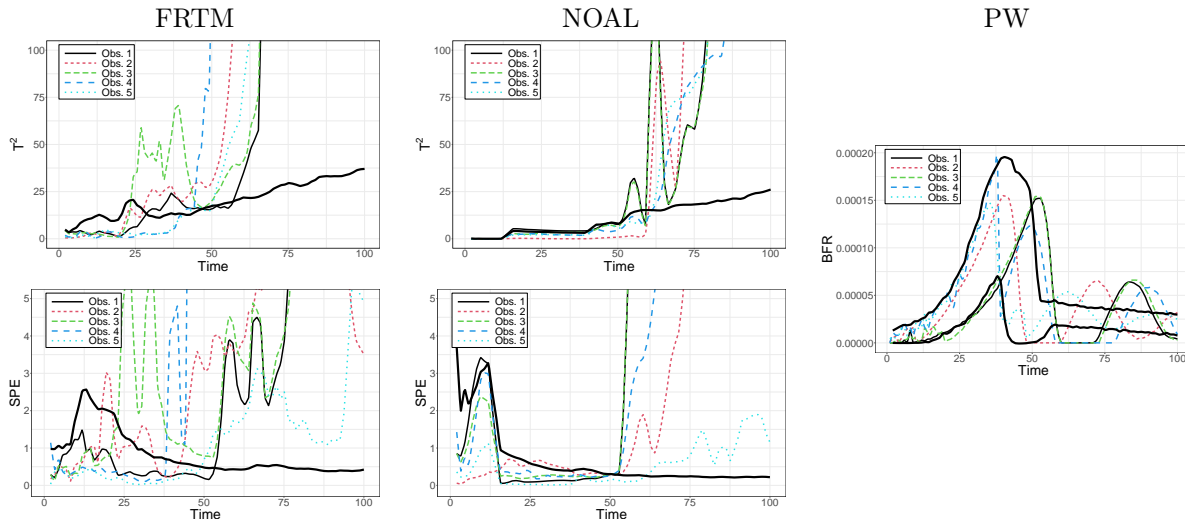 FRTM NOAL PW
Obs. 1
Obs. 2
Obs. 3
Obs. 4
Obs. 5
100
75
50
25
0
T²
0 25 50 75 100
Time
Obs. 1
Obs. 2
Obs. 3
Obs. 4
Obs. 5
100
75
50
25
0
T²
0 25 50 75 100
Time
Obs. 1
Obs. 2
Obs. 3
Obs. 4
Obs. 5
0.00020
0.00015
0.00010
0.00005
0.00000
BFR
0 25 50 75 100
Time
Obs. 1
Obs. 2
Obs. 3
Obs. 4
Obs. 5
5
4
3
2
1
0
SPE
0 25 50 75 100
Time
Obs. 1
Obs. 2
Obs. 3
Obs. 4
Obs. 5
5
4
3
2
1
0
SPE
0 25 50 75 100
Time